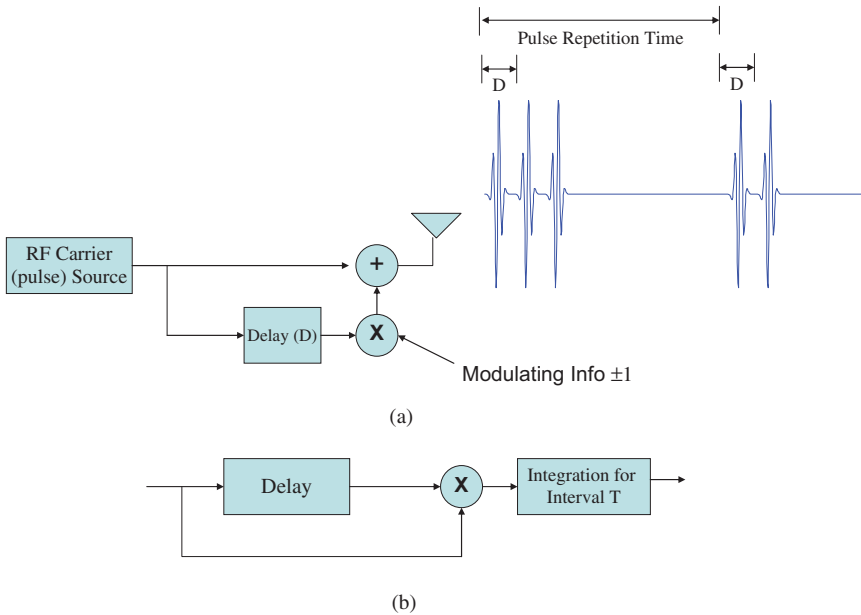 Pulse Repetition Time
D
D
RF Carrier
(pulse) Source
+
Delay (D)
X
Modulating Info ±1
(a)
Delay
X
Integration for
Interval T
(b)